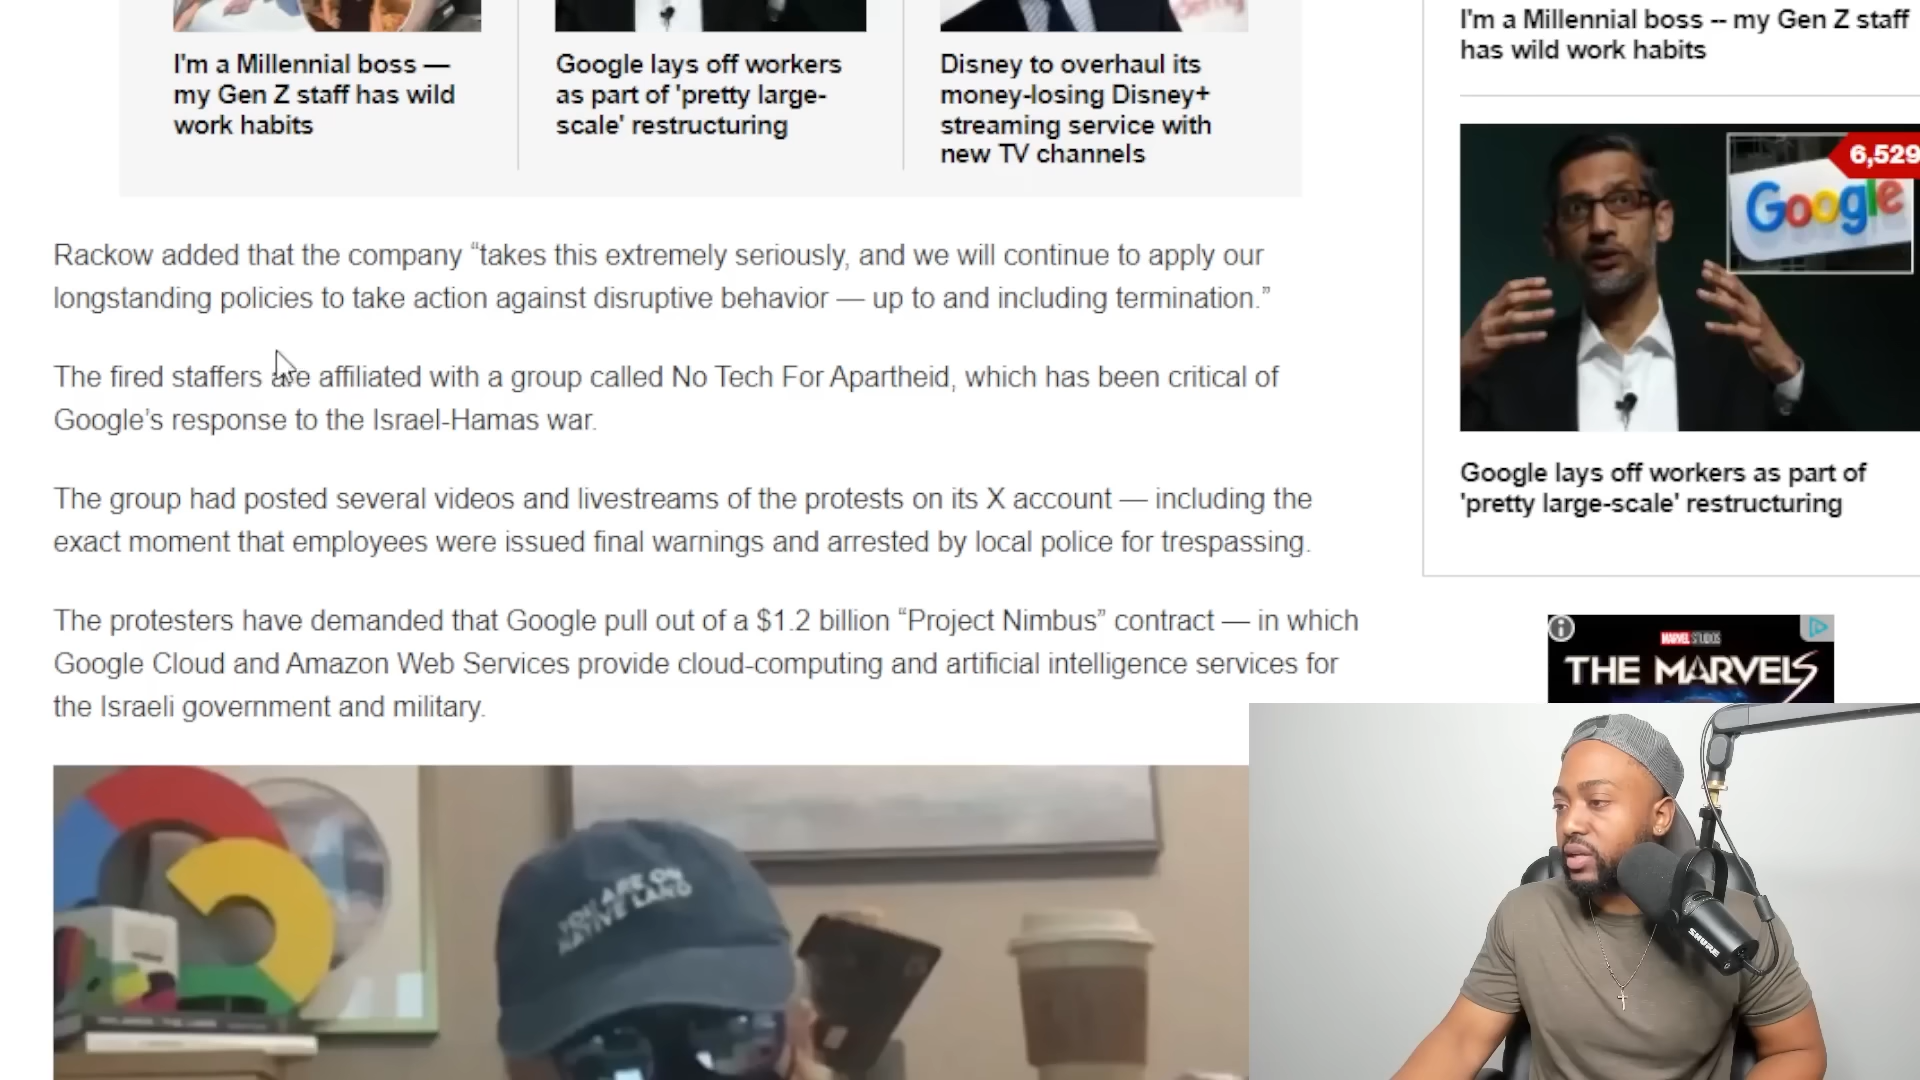 I'm a Millennial boss —
my Gen Z staff has wild
work habits
Google lays off workers
as part of 'pretty large-
scale' restructuring
Disney to overhaul its
money-losing Disney+
streaming service with
new TV channels
Rackow added that the company “takes this extremely seriously, and we will continue to apply our
longstanding policies to take action against disruptive behavior — up to and including termination.”
The fired staffers are affiliated with a group called No Tech For Apartheid, which has been critical of
Google’s response to the Israel-Hamas war.
The group had posted several videos and livestreams of the protests on its X account — including the
exact moment that employees were issued final warnings and arrested by local police for trespassing.
The protesters have demanded that Google pull out of a $1.2 billion “Project Nimbus” contract — in which
Google Cloud and Amazon Web Services provide cloud-computing and artificial intelligence services for
the Israeli government and military.
YOU ARE ON
NATIVE LAND
I'm a Millennial boss -- my Gen Z staff
has wild work habits
6,529
Google
Google lays off workers as part of
'pretty large-scale' restructuring
MARVEL STUDIOS
THE MARVELS
SHURE